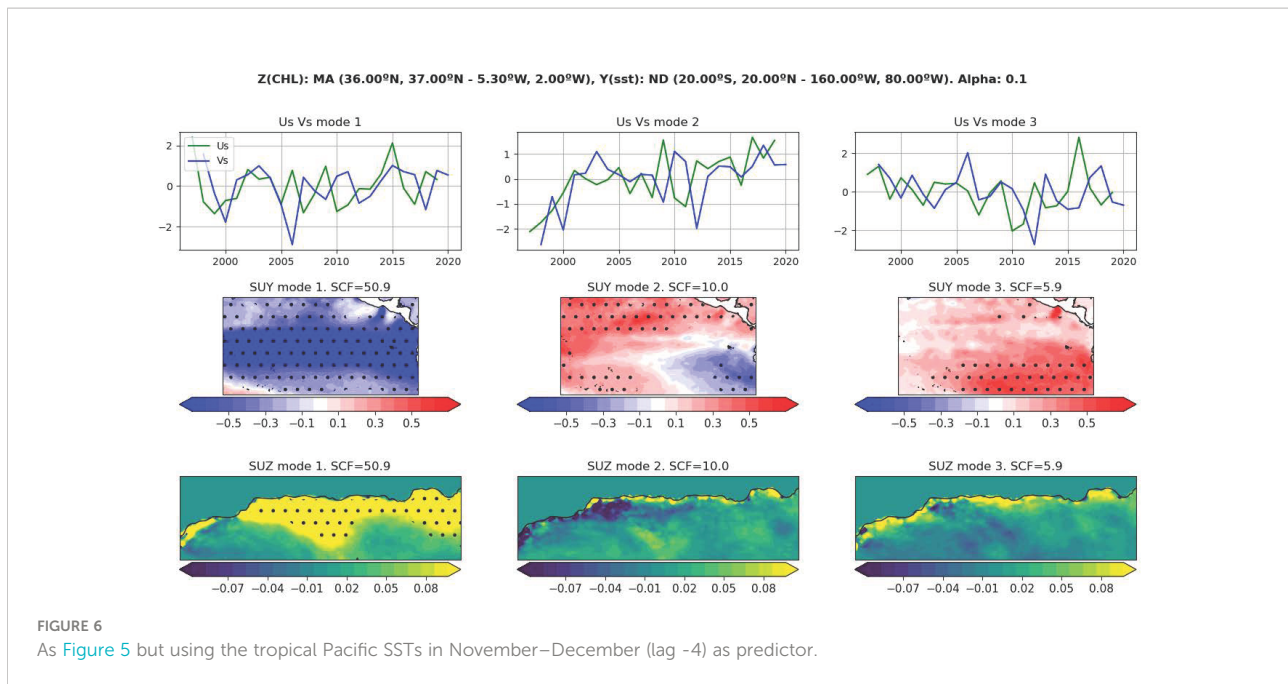 Z(CHL): MA (36.00ºN, 37.00ºN - 5.30ºW, 2.00ºW), Y(sst): ND (20.00ºS, 20.00ºN - 160.00ºW, 80.00ºW). Alpha: 0.1
Us Vs mode 1
Us Vs mode 2
Us Vs mode 3
Us
Vs
2
0
−2
2000 2005 2010 2015 2020
1
0
−1
−2
2000 2005 2010 2015 2020
2
0
−2
2000 2005 2010 2015 2020
SUY mode 1. SCF=50.9
SUY mode 2. SCF=10.0
SUY mode 3. SCF=5.9
−0.5 −0.3 −0.1 0.1 0.3 0.5
−0.5 −0.3 −0.1 0.1 0.3 0.5
−0.5 −0.3 −0.1 0.1 0.3 0.5
SUZ mode 1. SCF=50.9
SUZ mode 2. SCF=10.0
SUZ mode 3. SCF=5.9
−0.07 −0.04 −0.01 0.02 0.05 0.08
−0.07 −0.04 −0.01 0.02 0.05 0.08
−0.07 −0.04 −0.01 0.02 0.05 0.08
FIGURE 6
As Figure 5 but using the tropical Pacific SSTs in November–December (lag -4) as predictor.